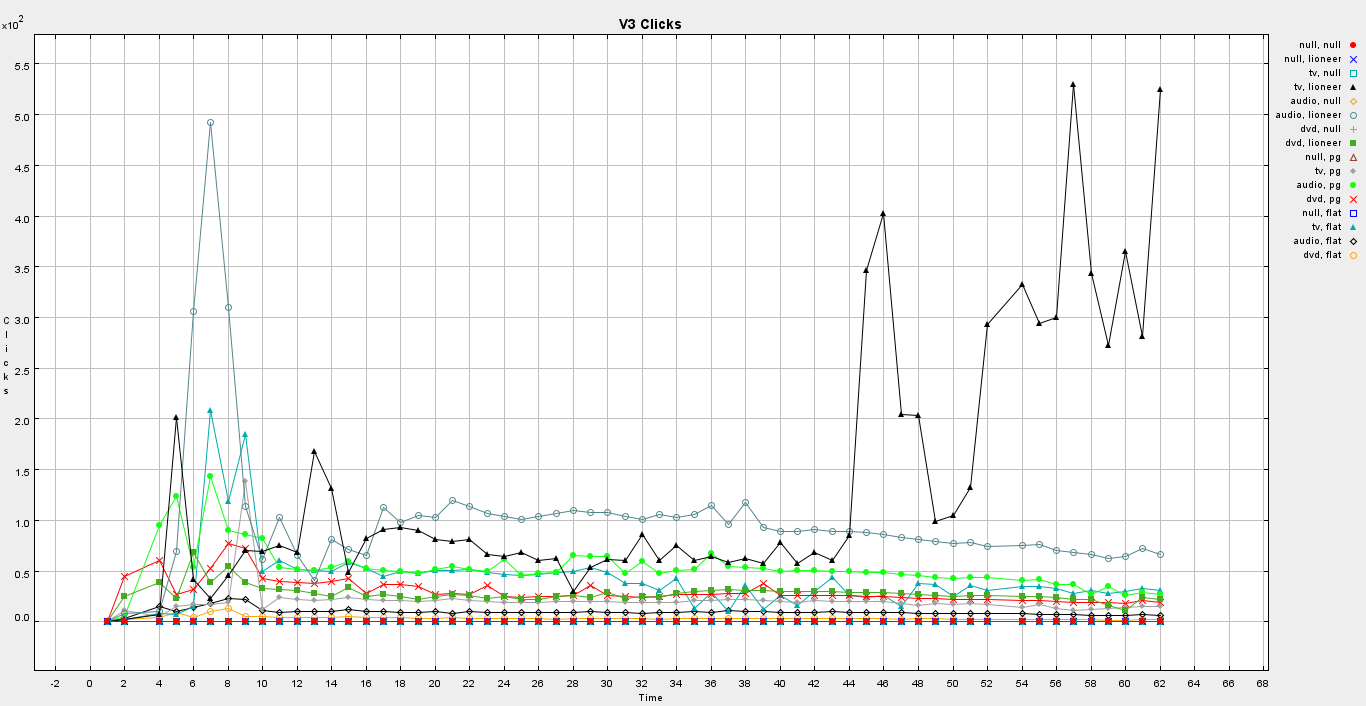 V3 Clicks
x10²
5.5
5.0
4.5
4.0
3.5
3.0
2.5
2.0
1.5
1.0
0.5
0.0
Clicks
-2 0 2 4 6 8 10 12 14 16 18 20 22 24 26 28 30 32 34 36 38 40 42 44 46 48 50 52 54 56 58 60 62 64 66 68
Time
null, null
null, lioneer
tv, null
tv, lioneer
audio, null
audio, lioneer
dvd, null
dvd, lioneer
null, pg
tv, pg
audio, pg
dvd, pg
null, flat
tv, flat
audio, flat
dvd, flat